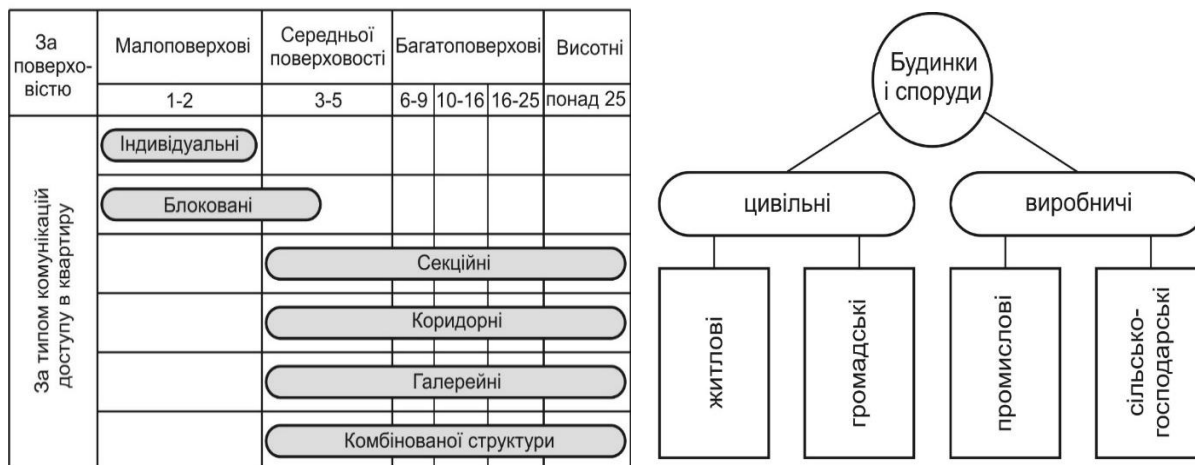 За
поверхо-
вістю
Малоповерхові
Середньої
поверховості
Багатоповерхові
Висотні
1-2
3-5
6-9
10-16
16-25
понад 25
За типом комунікацій
доступу в квартиру
Індивідуальні
Блоковані
Секційні
Коридорні
Галерейні
Комбінованої структури
Будинки
і споруди
цивільні
виробничі
житлові
громадські
промислові
сільсько-
господарські